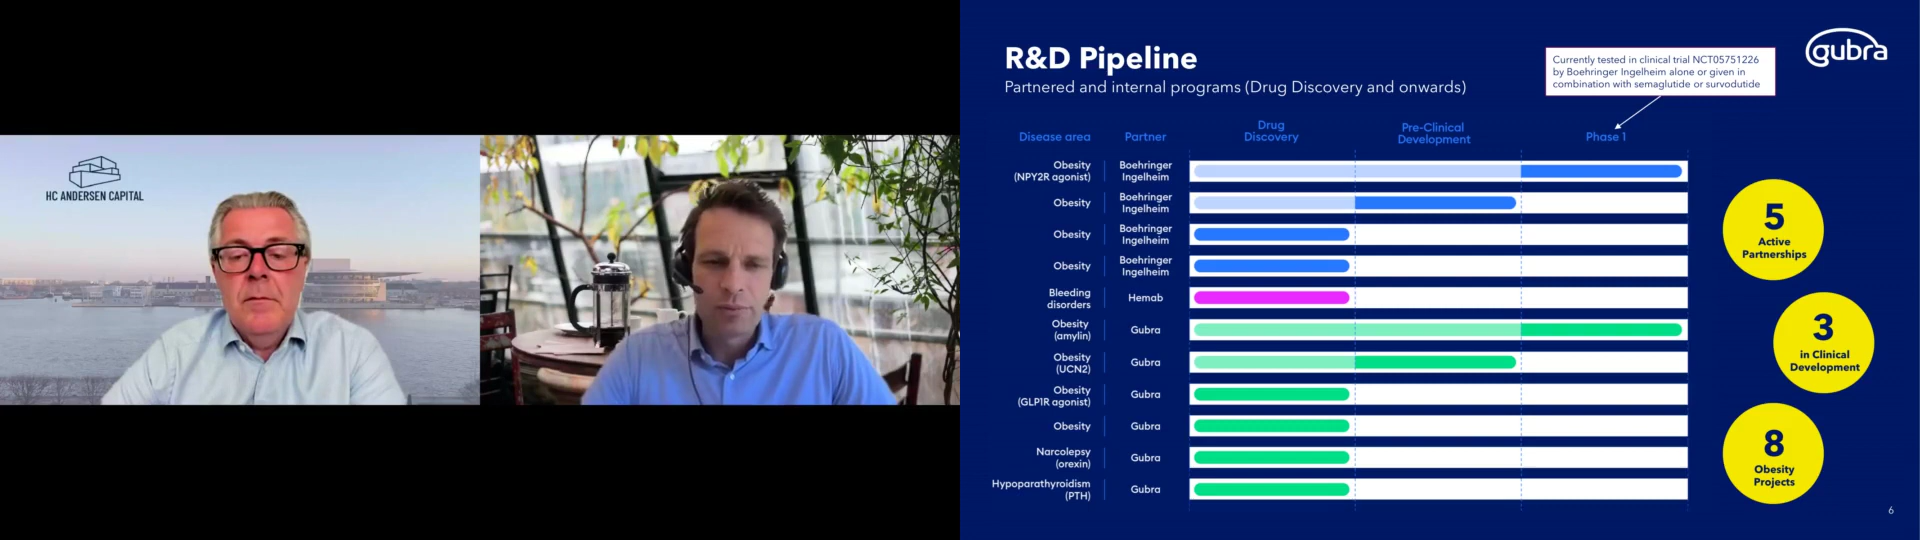 HC ANDERSEN CAPITAL
R&D Pipeline
Partnered and internal programs (Drug Discovery and onwards)
Currently tested in clinical trial NCT05751226
by Boehringer Ingelheim alone or given in
combination with semaglutide or survodutide
gubra
Disease area
Partner
Drug
Discovery
Pre-Clinical
Development
Phase 1
Obesity
(NPY2R agonist)
Boehringer
Ingelheim
Obesity
Boehringer
Ingelheim
Obesity
Boehringer
Ingelheim
Obesity
Boehringer
Ingelheim
Bleeding
disorders
Hemab
Obesity
(amylin)
Gubra
Obesity
(UCN2)
Gubra
Obesity
(GLP1R agonist)
Gubra
Obesity
Gubra
Narcolepsy
(orexin)
Gubra
Hypoparathyroidism
(PTH)
Gubra
5
Active
Partnerships
3
in Clinical
Development
8
Obesity
Projects
6